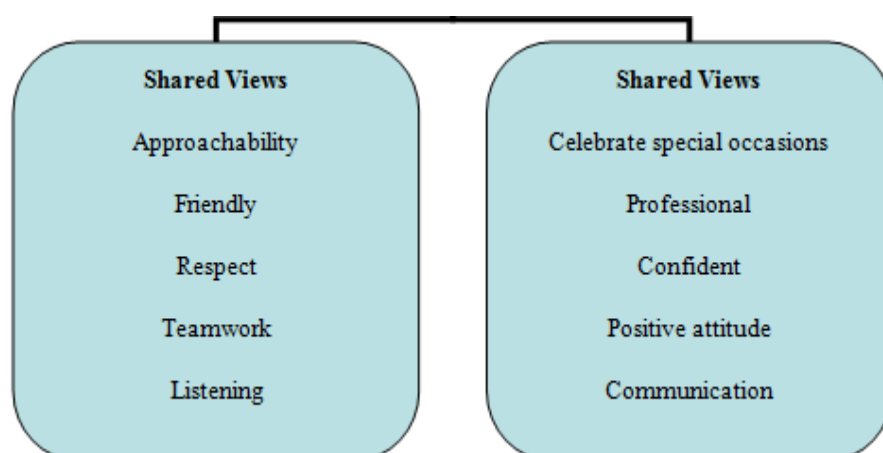 Shared Views
Approachability
Friendly
Respect
Teamwork
Listening
Shared Views
Celebrate special occasions
Professional
Confident
Positive attitude
Communication